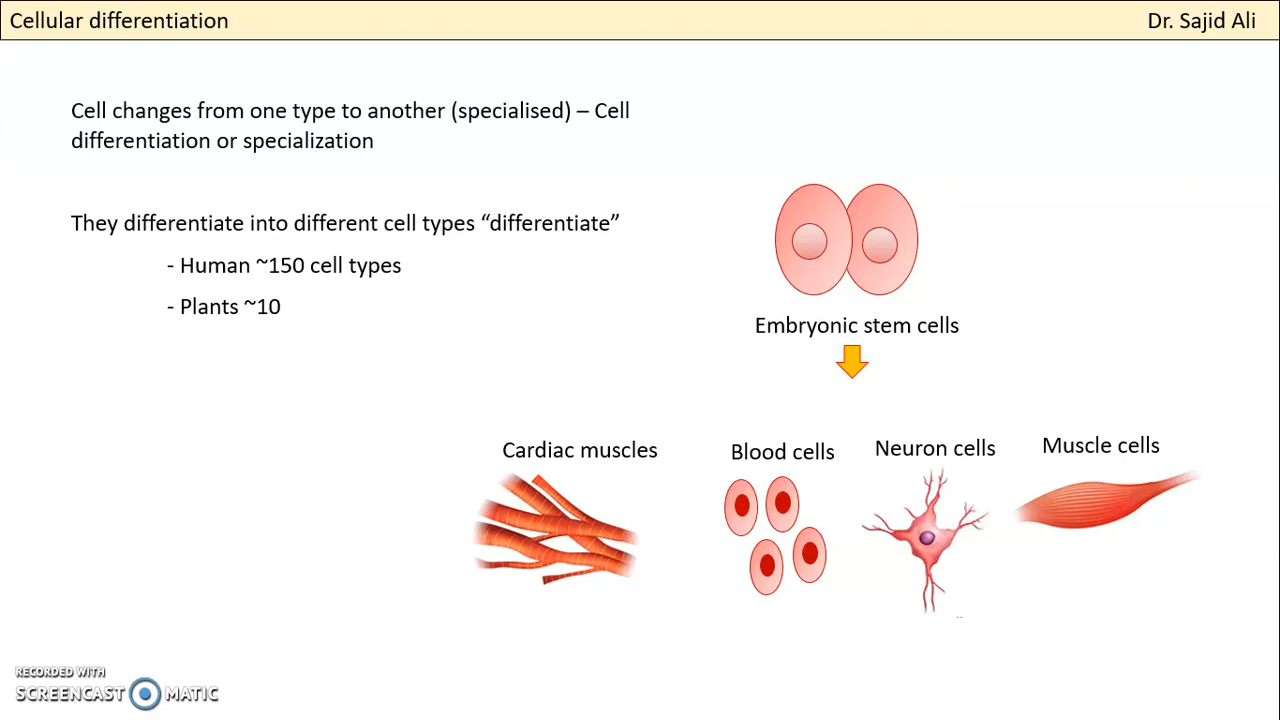 Cellular differentiation
Dr. Sajid Ali
Cell changes from one type to another (specialised) – Cell
differentiation or specialization
They differentiate into different cell types “differentiate”
- Human ~150 cell types
- Plants ~10
Embryonic stem cells
Cardiac muscles
Blood cells
Neuron cells
Muscle cells
RECORDED WITH
SCREENCAST MATIC